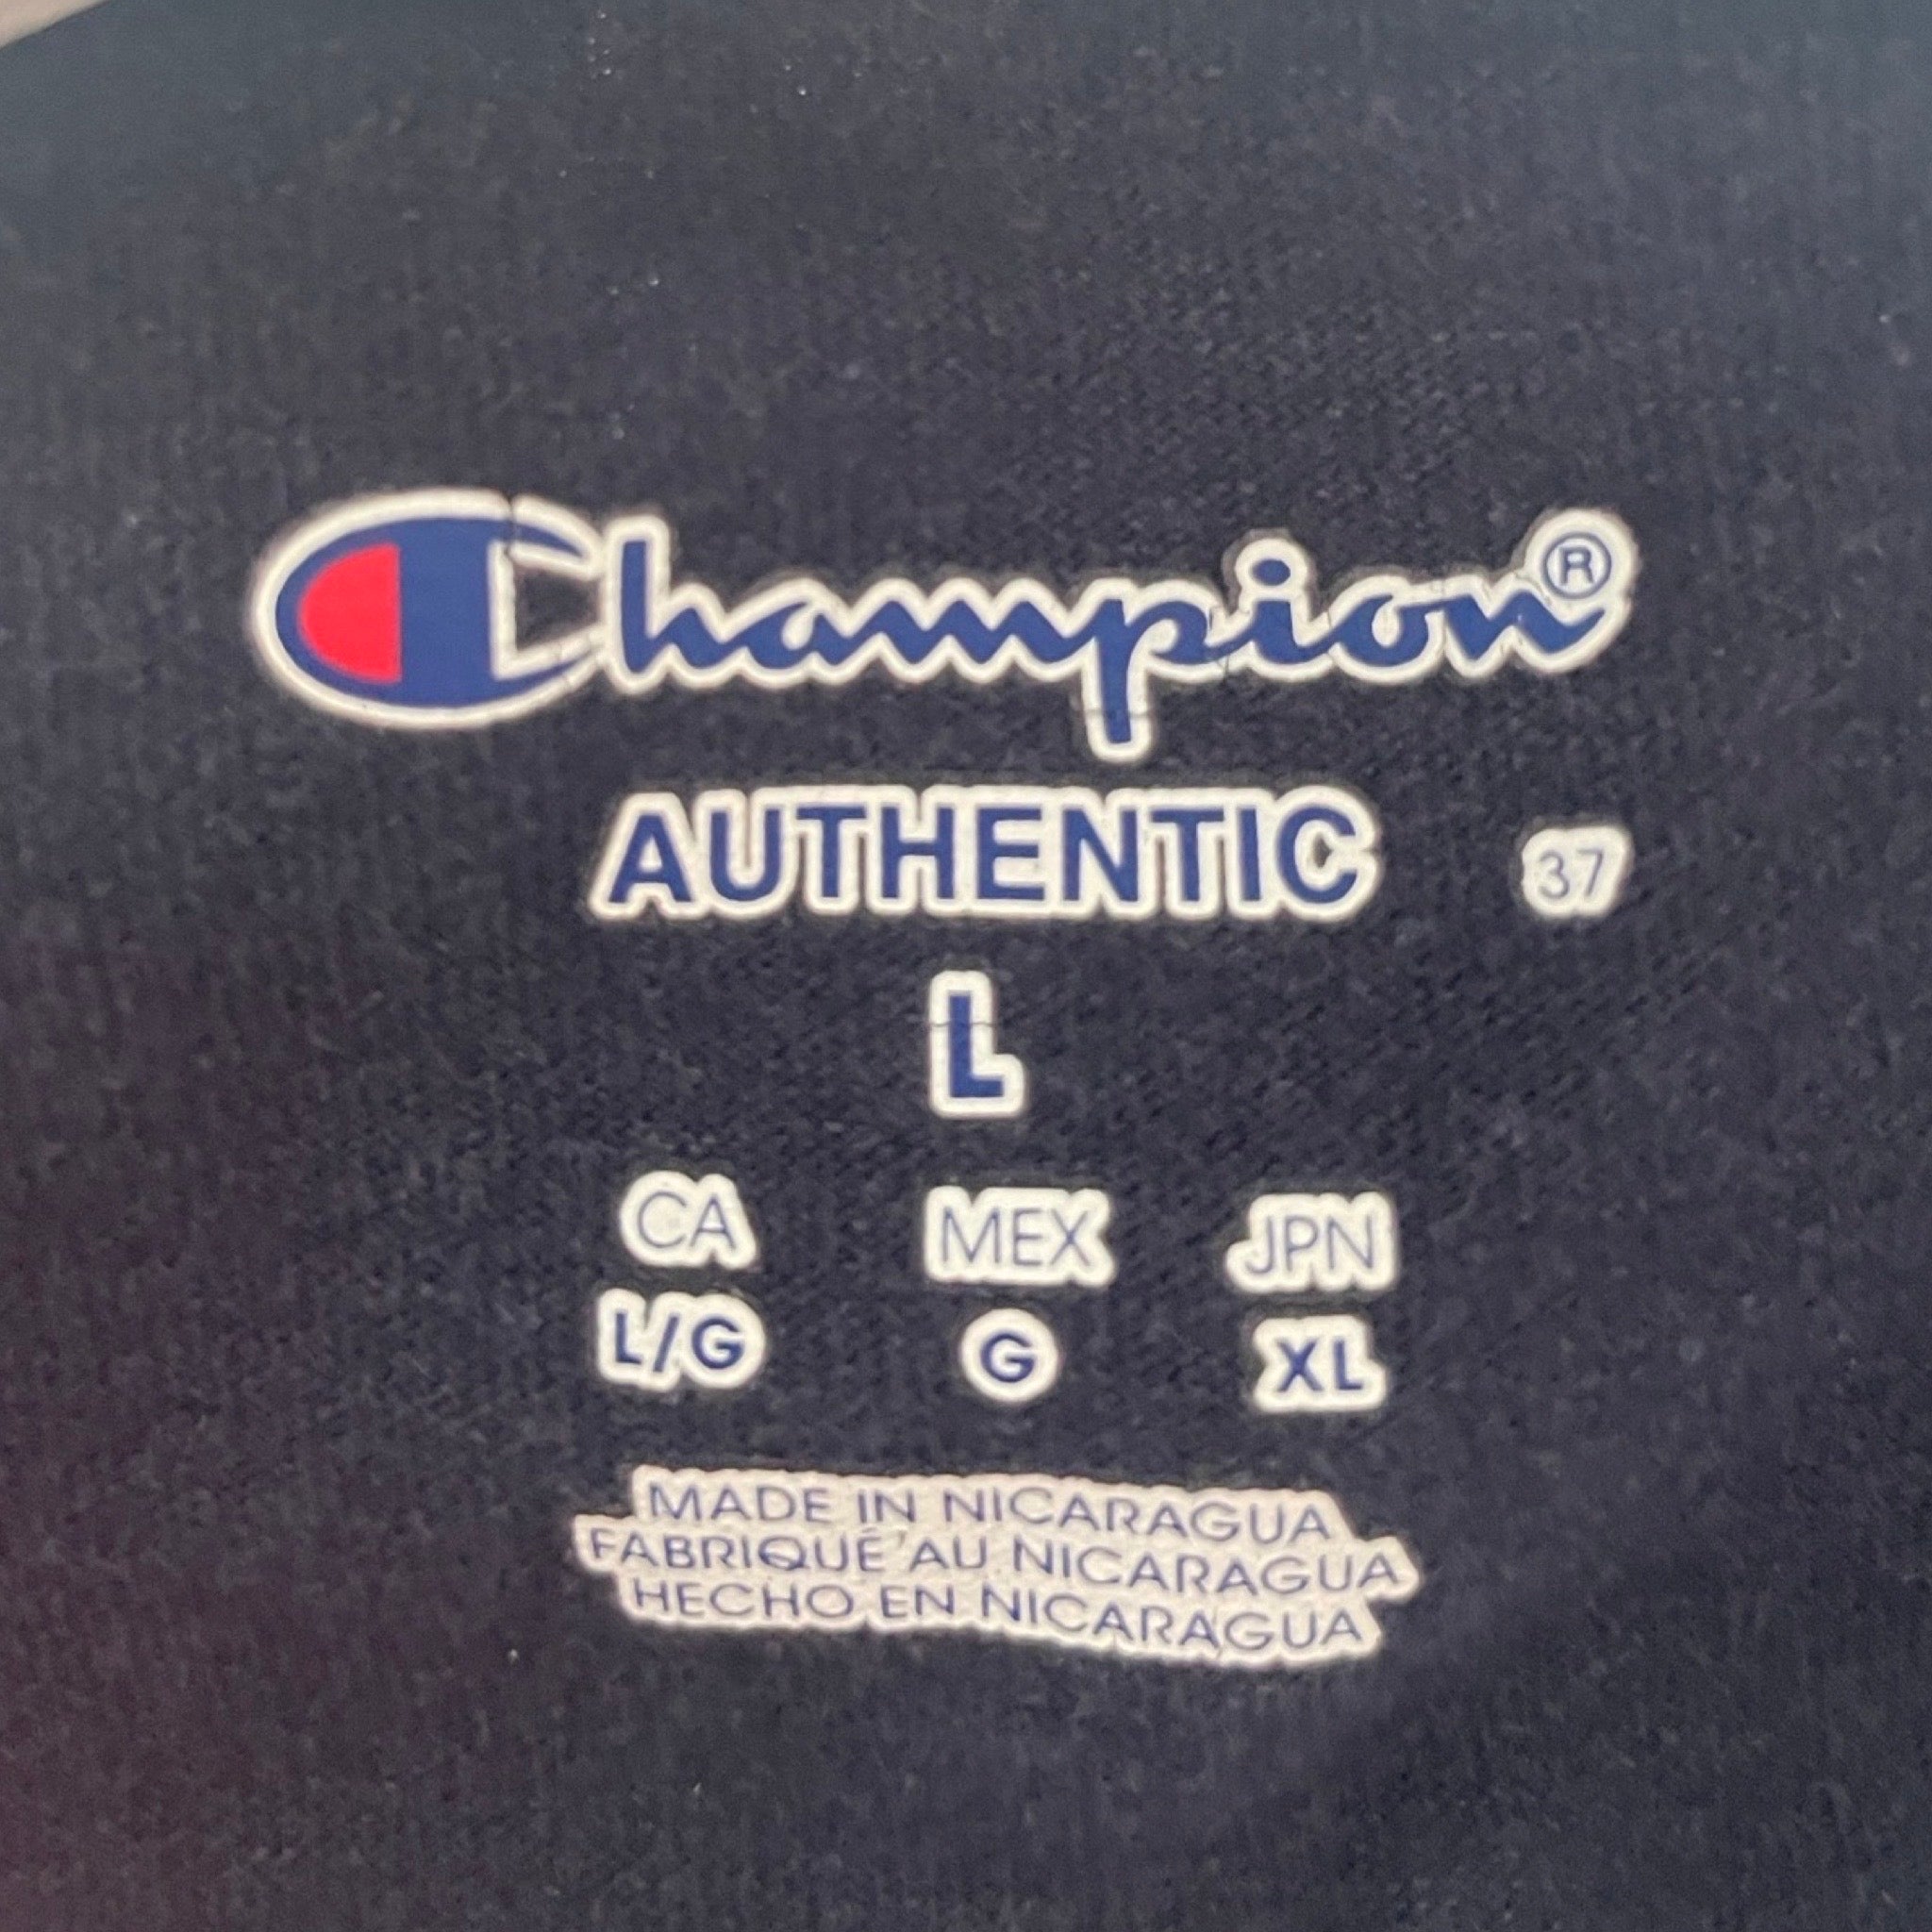 Champion®
AUTHENTIC 37
L
CA MEX JPN
L/G G XL
MADE IN NICARAGUA
FABRIQUÉ AU NICARAGUA
HECHO EN NICARAGUA